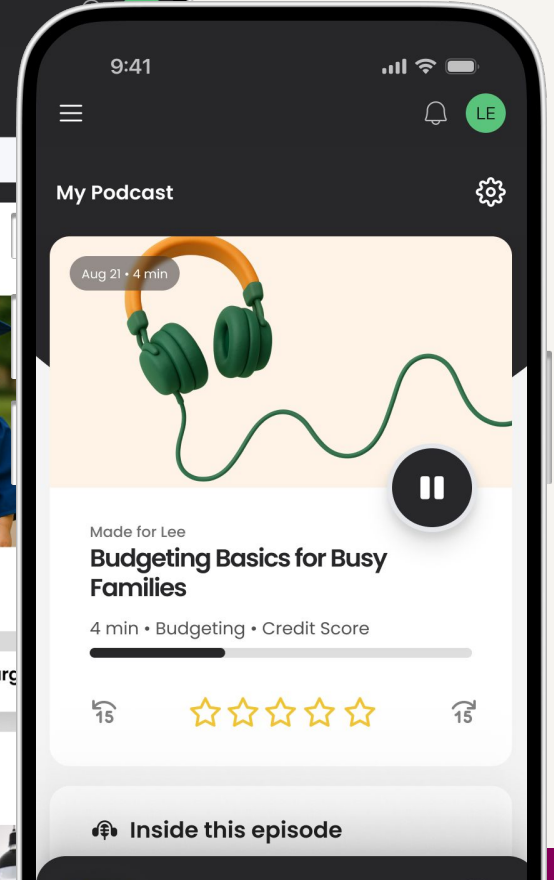 9:41
LE
My Podcast
Aug 21 • 4 min
Made for Lee
Budgeting Basics for Busy
Families
4 min • Budgeting • Credit Score
15
15
Inside this episode